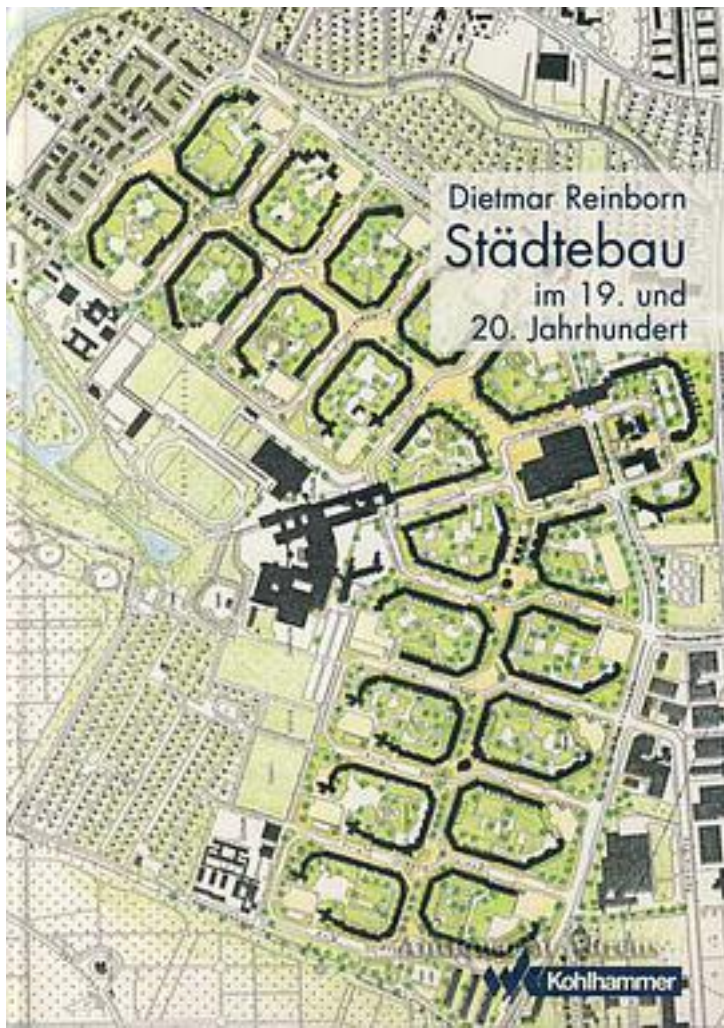 Dietmar Reinborn
Städtebau
im 19. und
20. Jahrhundert
Kohlhammer